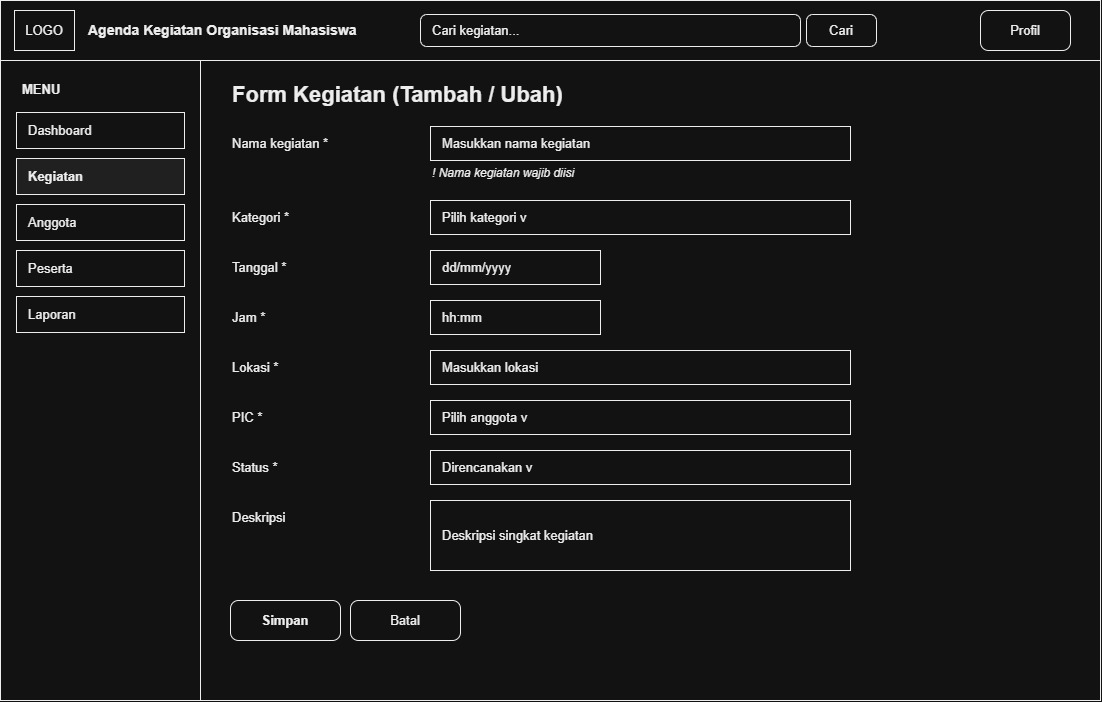 LOGO
Agenda Kegiatan Organisasi Mahasiswa
Cari kegiatan...
Cari
Profil
MENU
Dashboard
Kegiatan
Anggota
Peserta
Laporan
Form Kegiatan (Tambah / Ubah)
Nama kegiatan *
Masukkan nama kegiatan
! Nama kegiatan wajib diisi
Kategori *
Pilih kategori v
Tanggal *
dd/mm/yyyy
Jam *
hh:mm
Lokasi *
Masukkan lokasi
PIC *
Pilih anggota v
Status *
Direncanakan v
Deskripsi
Deskripsi singkat kegiatan
Simpan
Batal